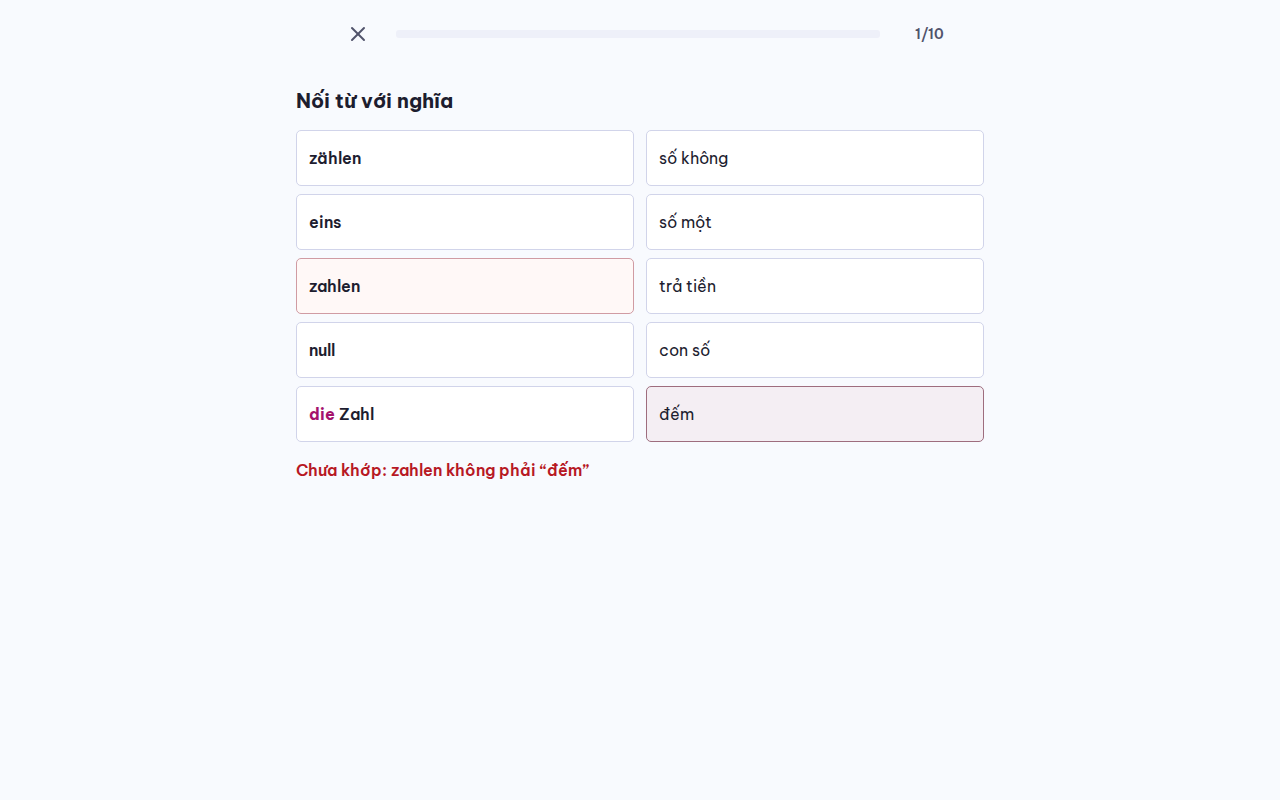 1/10
Nối từ với nghĩa
zählen
số không
eins
số một
zahlen
trả tiền
null
con số
die Zahl
đếm
Chưa khớp: zahlen không phải “đếm”